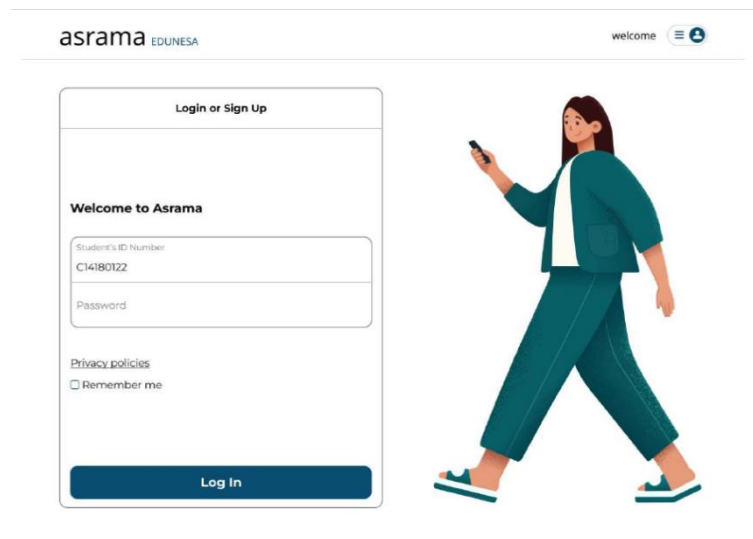 asrama EDUNESA
welcome
Login or Sign Up
Welcome to Asrama
Student's ID Number
C14180122
Password
Privacy policies
Remember me
Log In